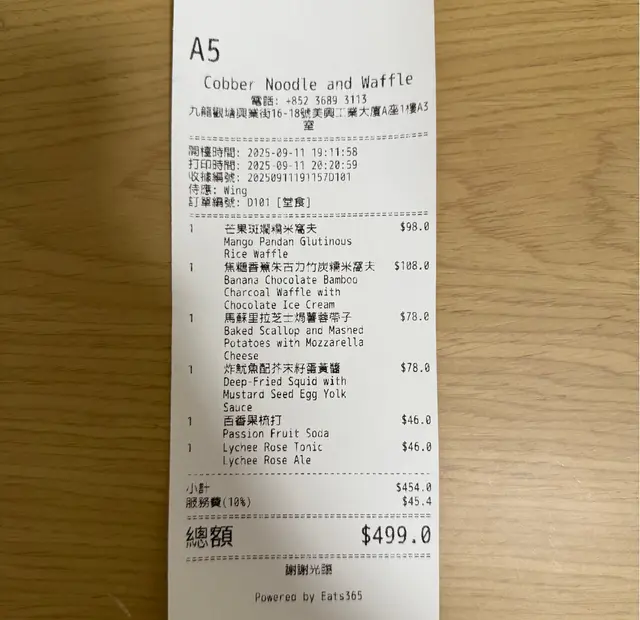 A5
Cobber Noodle and Waffle
電話: +852 3689 3113
九龍觀塘興業街16-18號美興工業大廈A座1樓A3
室
開檯時間: 2025-09-11 19:11:58
打印時間: 2025-09-11 20:20:59
收據編號: 20250911191157D101
侍應: Wing
訂單編號: D101 [堂食]
1 芒果斑斕糯米窩夫 $98.0
Mango Pandan Glutinous
Rice Waffle
1 焦糖香蕉朱古力竹炭糯米窩夫 $108.0
Banana Chocolate Bamboo
Charcoal Waffle with
Chocolate Ice Cream
1 馬蘇里拉芝士焗薯蓉帶子 $78.0
Baked Scallop and Mashed
Potatoes with Mozzarella
Cheese
1 炸魷魚配芥末籽蛋黃醬 $78.0
Deep-Fried Squid with
Mustard Seed Egg Yolk
Sauce
1 百香果梳打 $46.0
Passion Fruit Soda
1 Lychee Rose Tonic $46.0
Lychee Rose Ale
小計 $454.0
服務費(10%) $45.4
總額 $499.0
謝謝光臨
Powered by Eats365